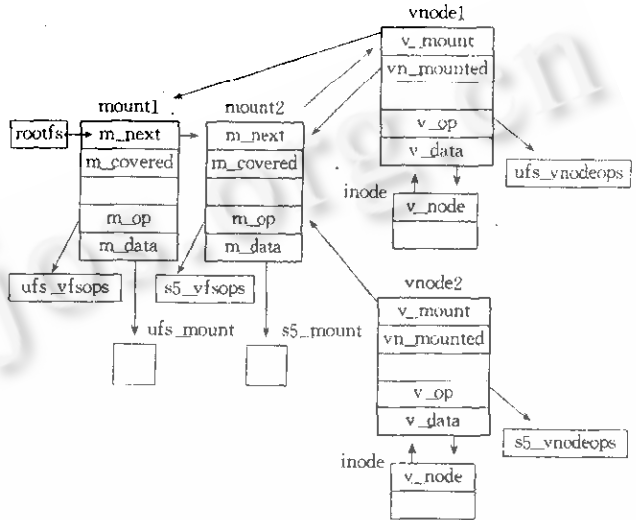 vnode1
v_mount
vn_mounted
v_op
v_data
ufs_vnodeops
inode
v_node
mount1
mount2
rootfs
m_next
m_next
m_covered
m_covered
m_op
m_op
m_data
m_data
ufs_vfsops
s5_vfsops
ufs_mount
s5_mount
vnode2
v_mount
vn_mounted
v_op
v_data
s5_vnodeops
inode
v_node